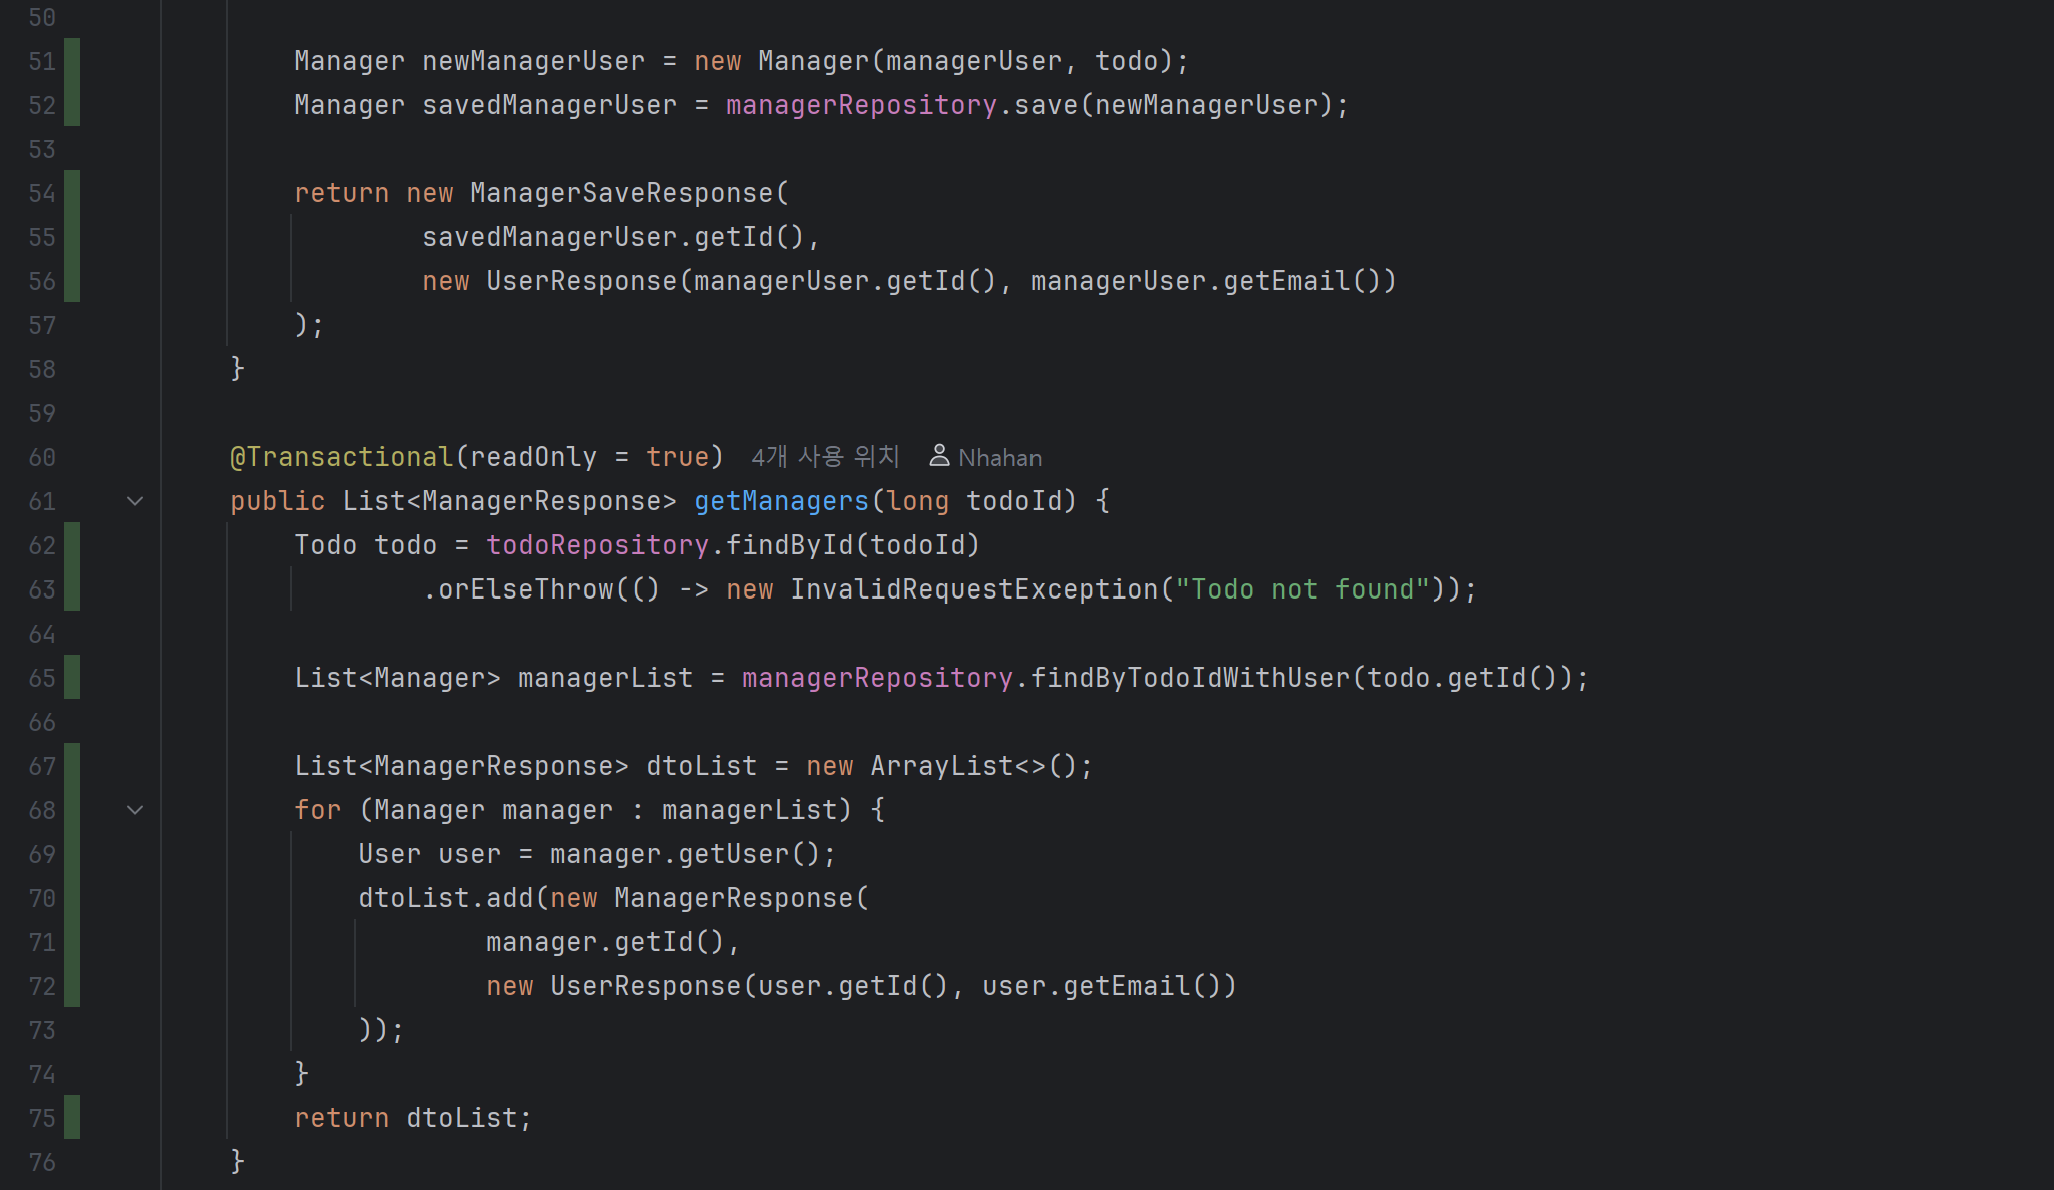 50
51 Manager newManagerUser = new Manager(managerUser, todo);
52 Manager savedManagerUser = managerRepository.save(newManagerUser);
53
54 return new ManagerSaveResponse(
55 savedManagerUser.getId(),
56 new UserResponse(managerUser.getId(), managerUser.getEmail())
57 );
58 }
59
60 @Transactional(readOnly = true) 4개 사용 위치 Nhahan
61 public List<ManagerResponse> getManagers(long todoId) {
62 Todo todo = todoRepository.findById(todoId)
63 .orElseThrow(() -> new InvalidRequestException("Todo not found"));
64
65 List<Manager> managerList = managerRepository.findByTodoIdWithUser(todo.getId());
66
67 List<ManagerResponse> dtoList = new ArrayList<>();
68 for (Manager manager : managerList) {
69 User user = manager.getUser();
70 dtoList.add(new ManagerResponse(
71 manager.getId(),
72 new UserResponse(user.getId(), user.getEmail())
73 ));
74 }
75 return dtoList;
76 }